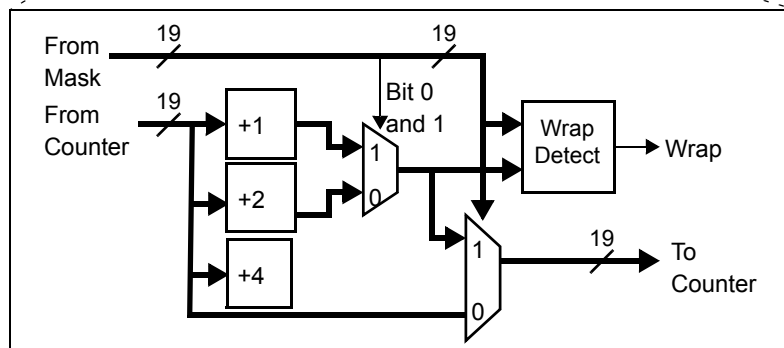 From
Mask
19
19
From
Counter
19
Bit 0
and 1
+1
+2
+4
1
0
Wrap
Detect
Wrap
1
0
19
To
Counter